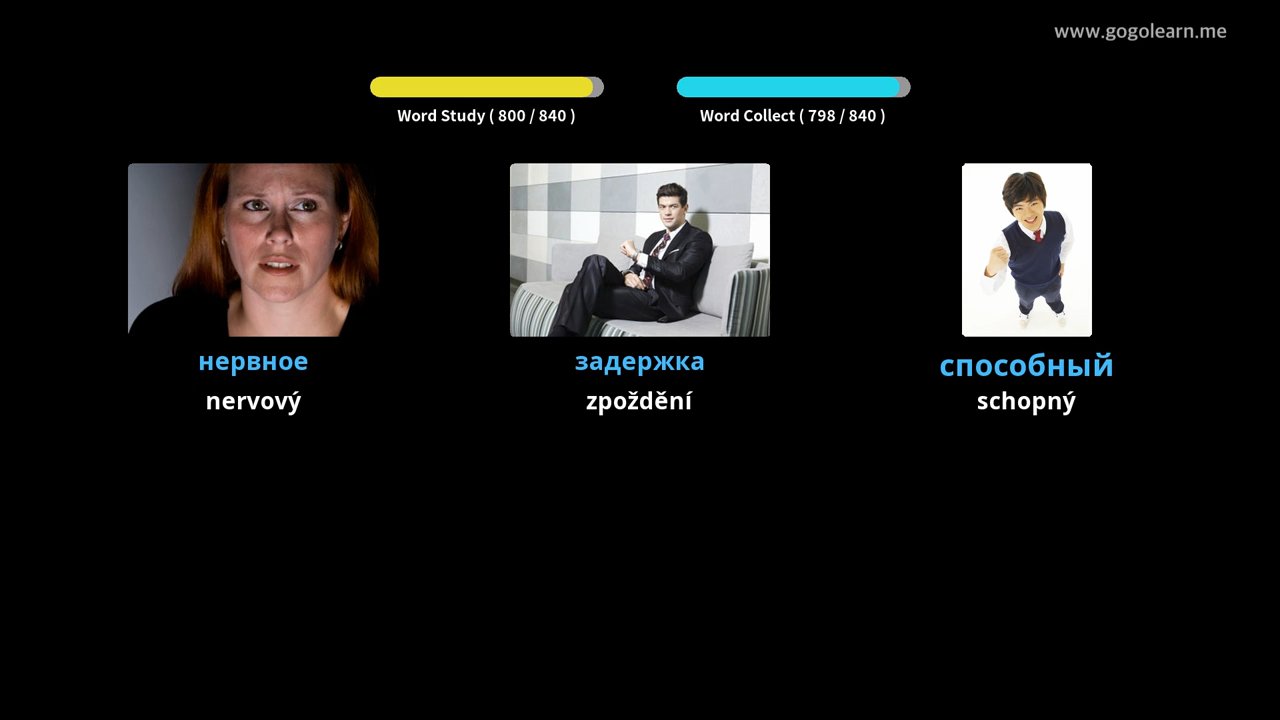 www.gogolearn.me
Word Study ( 800 / 840 )
Word Collect ( 798 / 840 )
нервное
задержка
способный
nervový
zpoždění
schopný